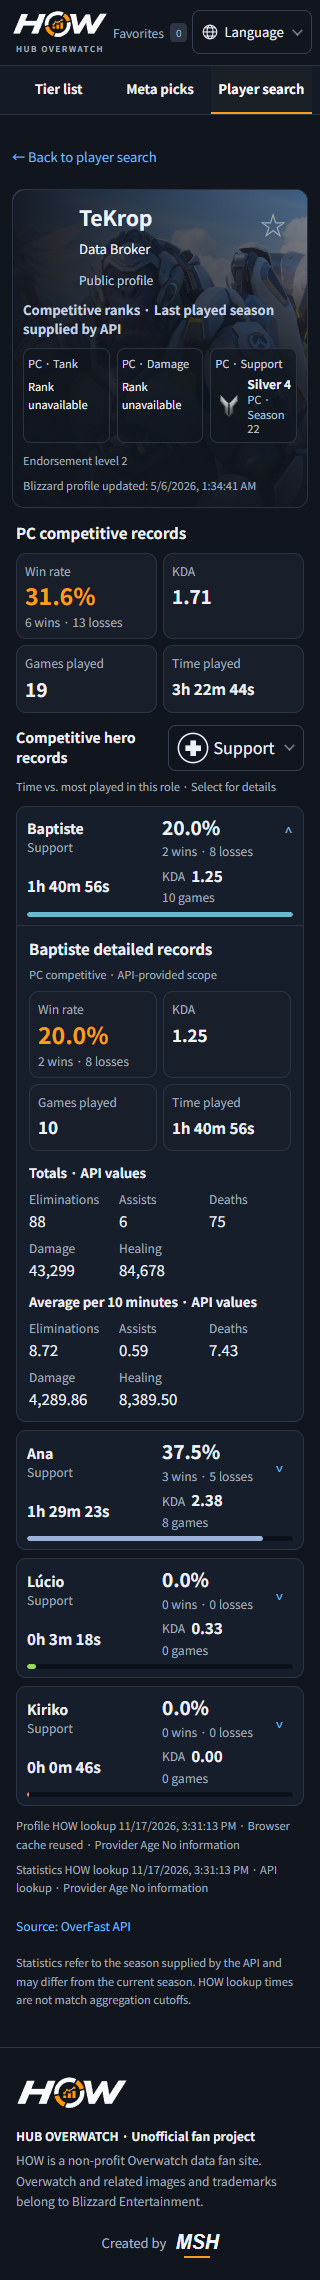 HOW
HUB OVERWATCH
Favorites 0
Language
Tier list Meta picks Player search
← Back to player search
TeKrop
Data Broker
Public profile
Competitive ranks · Last played season
supplied by API
PC · Tank
Rank
unavailable
PC · Damage
Rank
unavailable
PC · Support
Silver 4
PC ·
Season
22
Endorsement level 2
Blizzard profile updated: 5/6/2026, 1:34:41 AM
PC competitive records
Win rate
31.6%
6 wins · 13 losses
KDA
1.71
Games played
19
Time played
3h 22m 44s
Competitive hero
records
Support
Time vs. most played in this role · Select for details
Baptiste
Support
1h 40m 56s
20.0%
2 wins · 8 losses
KDA 1.25
10 games
Baptiste detailed records
PC competitive · API-provided scope
Win rate
20.0%
2 wins · 8 losses
KDA
1.25
Games played
10
Time played
1h 40m 56s
Totals · API values
Eliminations Assists Deaths
88 6 75
Damage Healing
43,299 84,678
Average per 10 minutes · API values
Eliminations Assists Deaths
8.72 0.59 7.43
Damage Healing
4,289.86 8,389.50
Ana
Support
1h 29m 23s
37.5%
3 wins · 5 losses
KDA 2.38
8 games
Lúcio
Support
0h 3m 18s
0.0%
0 wins · 0 losses
KDA 0.33
0 games
Kiriko
Support
0h 0m 46s
0.0%
0 wins · 0 losses
KDA 0.00
0 games
Profile HOW lookup 11/17/2026, 3:31:13 PM · Browser
cache reused · Provider Age No information
Statistics HOW lookup 11/17/2026, 3:31:13 PM · API
lookup · Provider Age No information
Source: OverFast API
Statistics refer to the season supplied by the API and
may differ from the current season. HOW lookup times
are not match aggregation cutoffs.
HOW
HUB OVERWATCH · Unofficial fan project
HOW is a non-profit Overwatch data fan site.
Overwatch and related images and trademarks
belong to Blizzard Entertainment.
Created by MSH